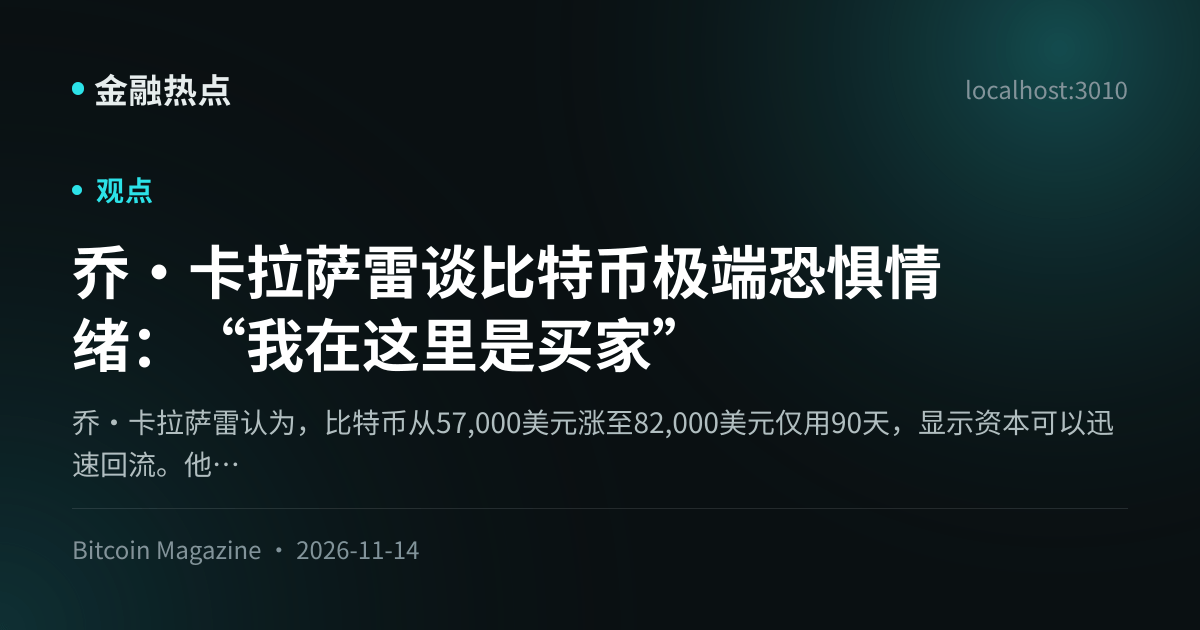 金融热点
localhost:3010
观点
乔·卡拉萨雷谈比特币极端恐惧情
绪：“我在这里是买家”
乔·卡拉萨雷认为，比特币从57,000美元涨至82,000美元仅用90天，显示资本可以迅
速回流。他…
Bitcoin Magazine · 2026-11-14